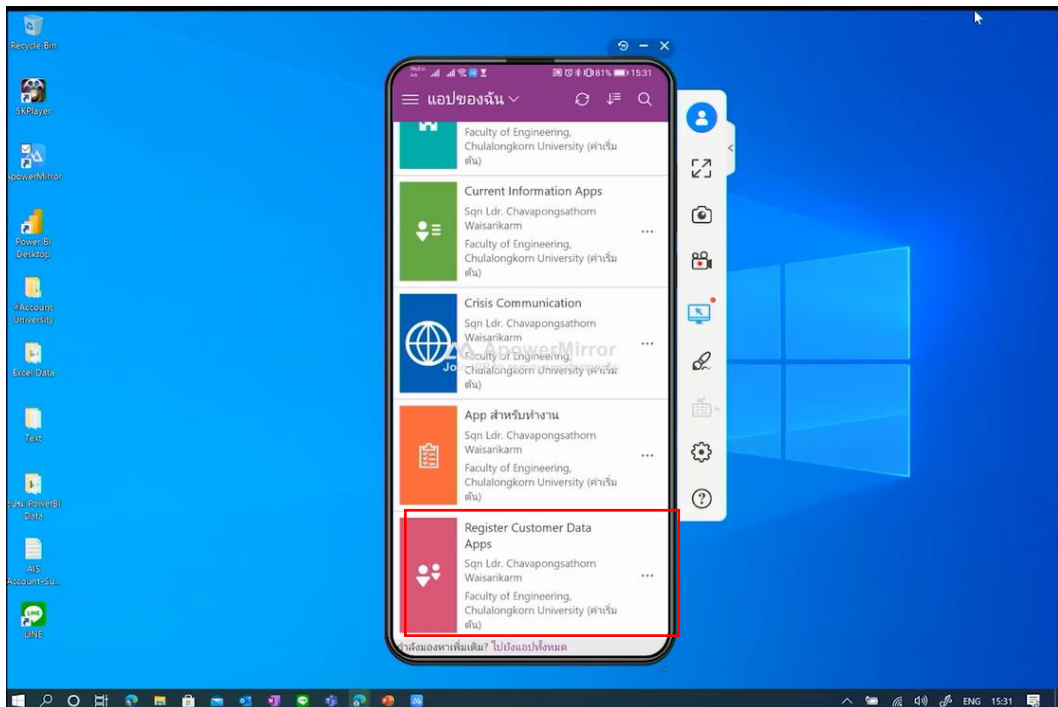 Recycle Bin
5KPlayer
ApowerMirror
Power BI
Desktop
eAccount
University
Excel Data
Text
PowerBI
Data
AIS
Account-Su...
LINE
81% 15:31
แอปของฉัน
Faculty of Engineering,
Chulalongkorn University (ค่าเริ่ม
ต้น)
Current Information Apps
Sqn Ldr. Chavapongsathorn
Waisarikarm
Faculty of Engineering,
Chulalongkorn University (ค่าเริ่ม
ต้น)
Crisis Communication
Sqn Ldr. Chavapongsathorn
Waisarikarm
ApowerMirror
Faculty of Engineering,
Chulalongkorn University (ค่าเริ่ม
ต้น)
App สำหรับทำงาน
Sqn Ldr. Chavapongsathorn
Waisarikarm
Faculty of Engineering,
Chulalongkorn University (ค่าเริ่ม
ต้น)
Register Customer Data
Apps
Sqn Ldr. Chavapongsathorn
Waisarikarm
Faculty of Engineering,
Chulalongkorn University (ค่าเริ่ม
ต้น)
กำลังมองหาเพิ่มเติม? ไปยังแอปทั้งหมด
ENG 15:31